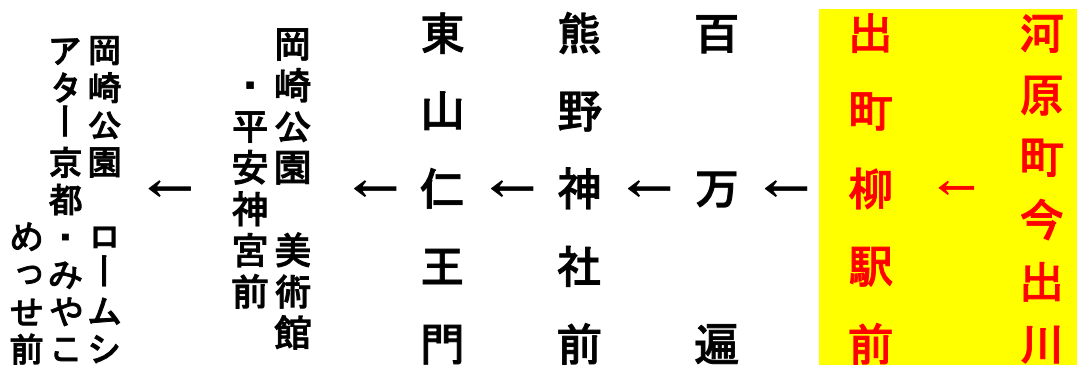 河原町今出川
←
出町柳駅前
←
百万遍
←
熊野神社前
←
東山仁王門
←
岡崎公園 美術館
・平安神宮前
←
岡崎公園 ロームシ
アター京都・みやこ
めっせ前